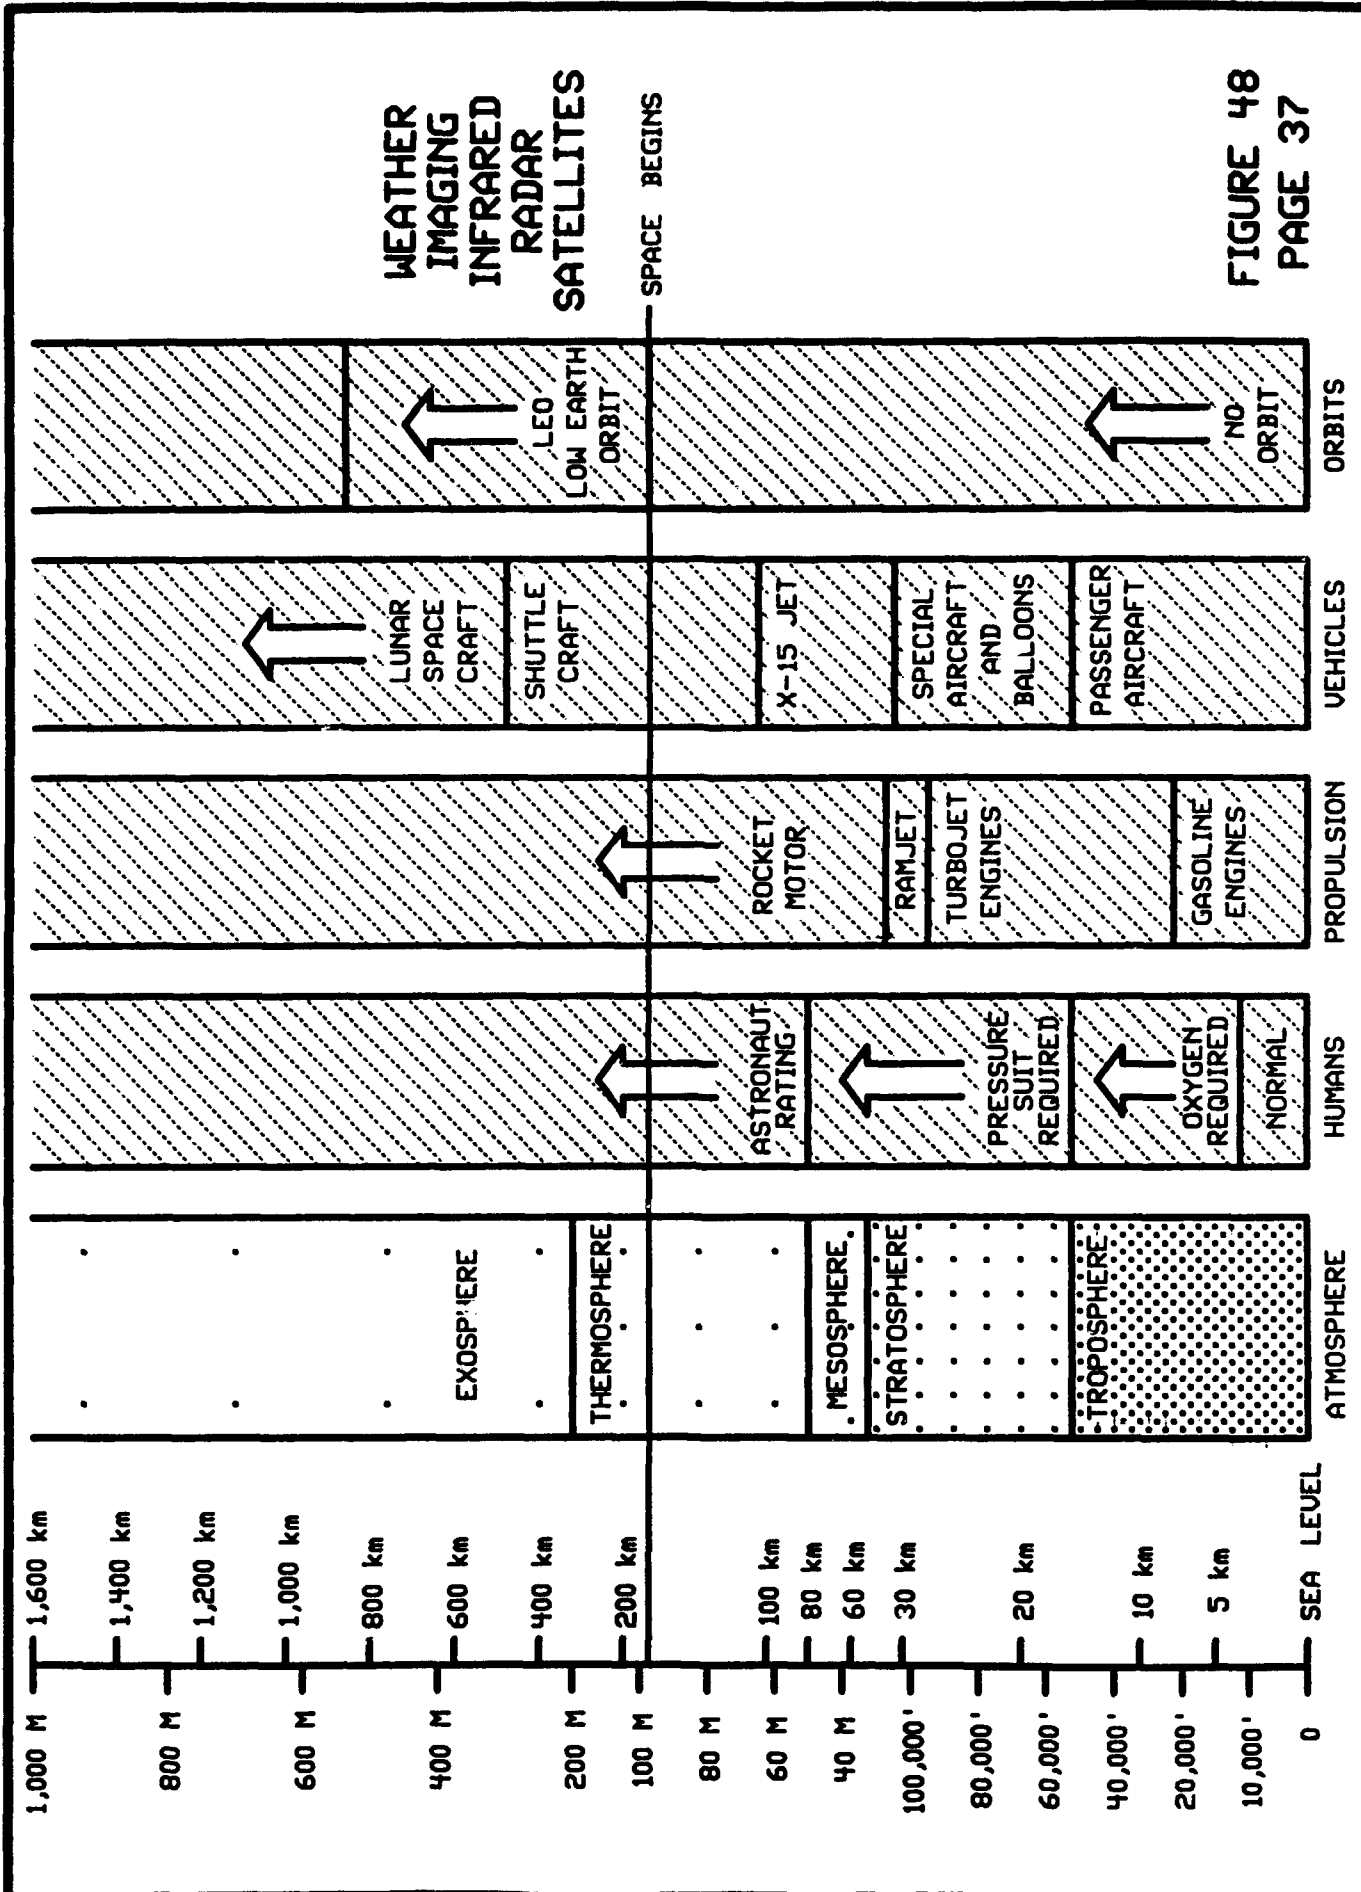 WEATHER
IMAGING
INFRARED
RADAR
SATELLITES
SPACE BEGINS
FIGURE 48
PAGE 37
1,000 M
800 M
600 M
400 M
200 M
100 M
80 M
60 M
40 M
100,000'
80,000'
60,000'
40,000'
20,000'
10,000'
0
1,600 km
1,400 km
1,200 km
1,000 km
800 km
600 km
400 km
200 km
100 km
80 km
60 km
30 km
20 km
10 km
5 km
SEA LEVEL
EXOSPHERE
THERMOSPHERE
MESOSPHERE
STRATOSPHERE
TROPOSPHERE
ATMOSPHERE
ASTRONAUT
RATING
PRESSURE
SUIT
REQUIRED
OXYGEN
REQUIRED
NORMAL
HUMANS
ROCKET
MOTOR
RAMJET
TURBOJET
ENGINES
GASOLINE
ENGINES
PROPULSION
LUNAR
SPACE
CRAFT
SHUTTLE
CRAFT
X-15 JET
SPECIAL
AIRCRAFT
AND
BALLOONS
PASSENGER
AIRCRAFT
VEHICLES
LEO
LOW EARTH
ORBIT
NO
ORBIT
ORBITS